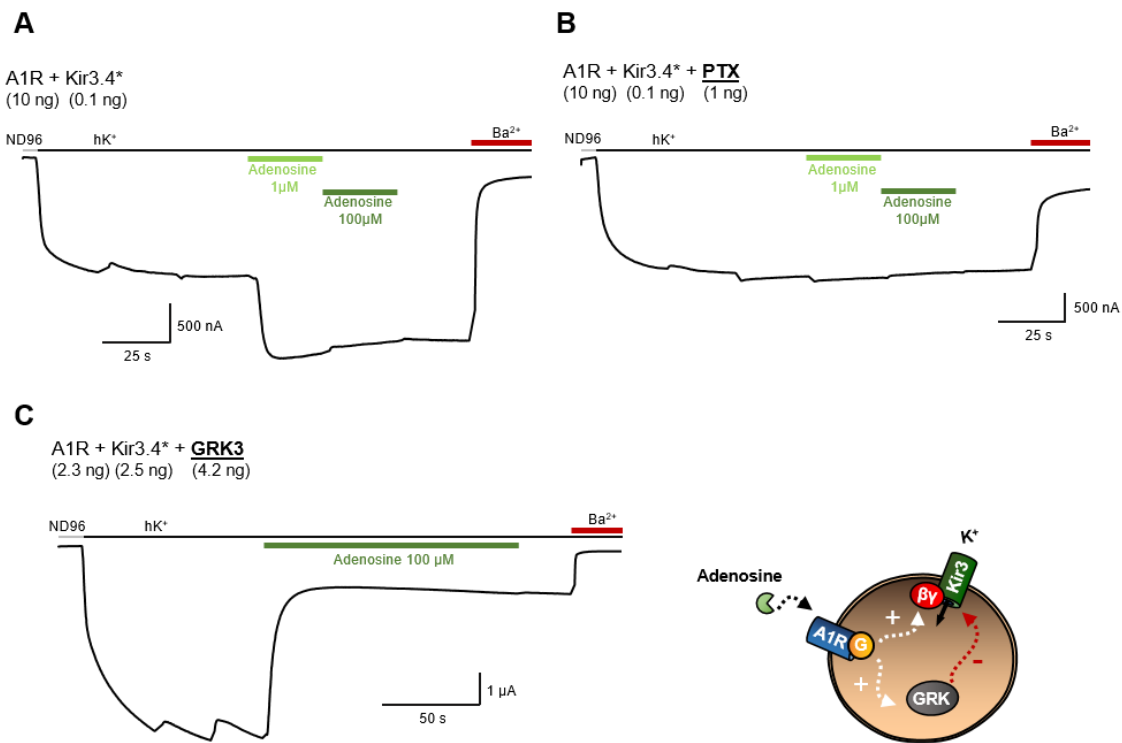 A
A1R + Kir3.4*
(10 ng) (0.1 ng)
ND96 hK⁺ Ba²⁺
Adenosine
1µM
Adenosine
100µM
500 nA
25 s
B
A1R + Kir3.4* + PTX
(10 ng) (0.1 ng) (1 ng)
ND96 hK⁺ Ba²⁺
Adenosine
1µM
Adenosine
100µM
500 nA
25 s
C
A1R + Kir3.4* + GRK3
(2.3 ng) (2.5 ng) (4.2 ng)
ND96 hK⁺ Ba²⁺
Adenosine 100 µM
1 µA
50 s
K⁺
Kir3
Adenosine
βγ
A1R G
+
+
-
GRK